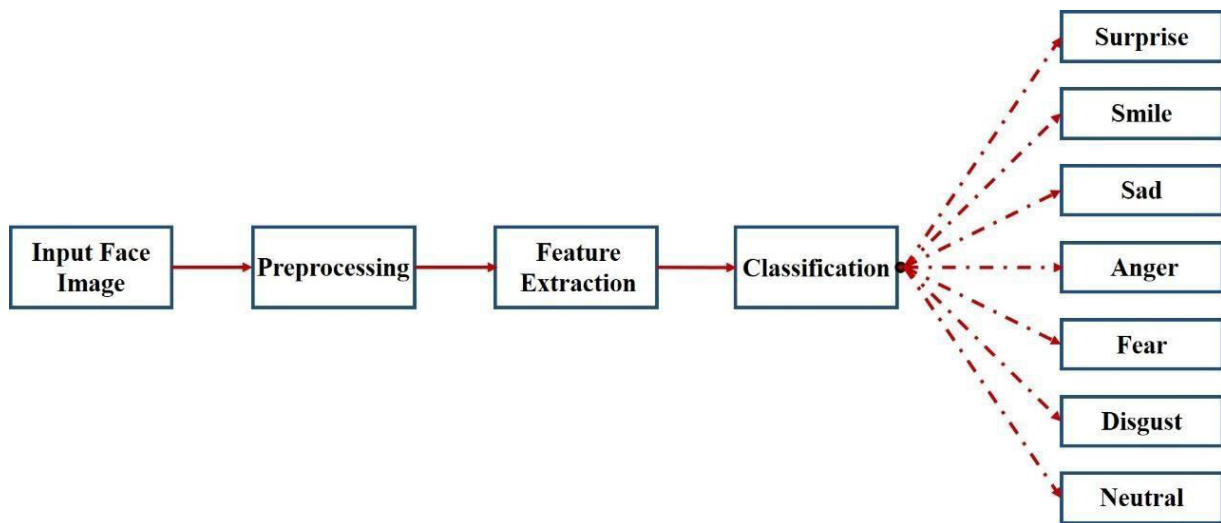 Input Face
Image
Preprocessing
Feature
Extraction
Classification
Surprise
Smile
Sad
Anger
Fear
Disgust
Neutral